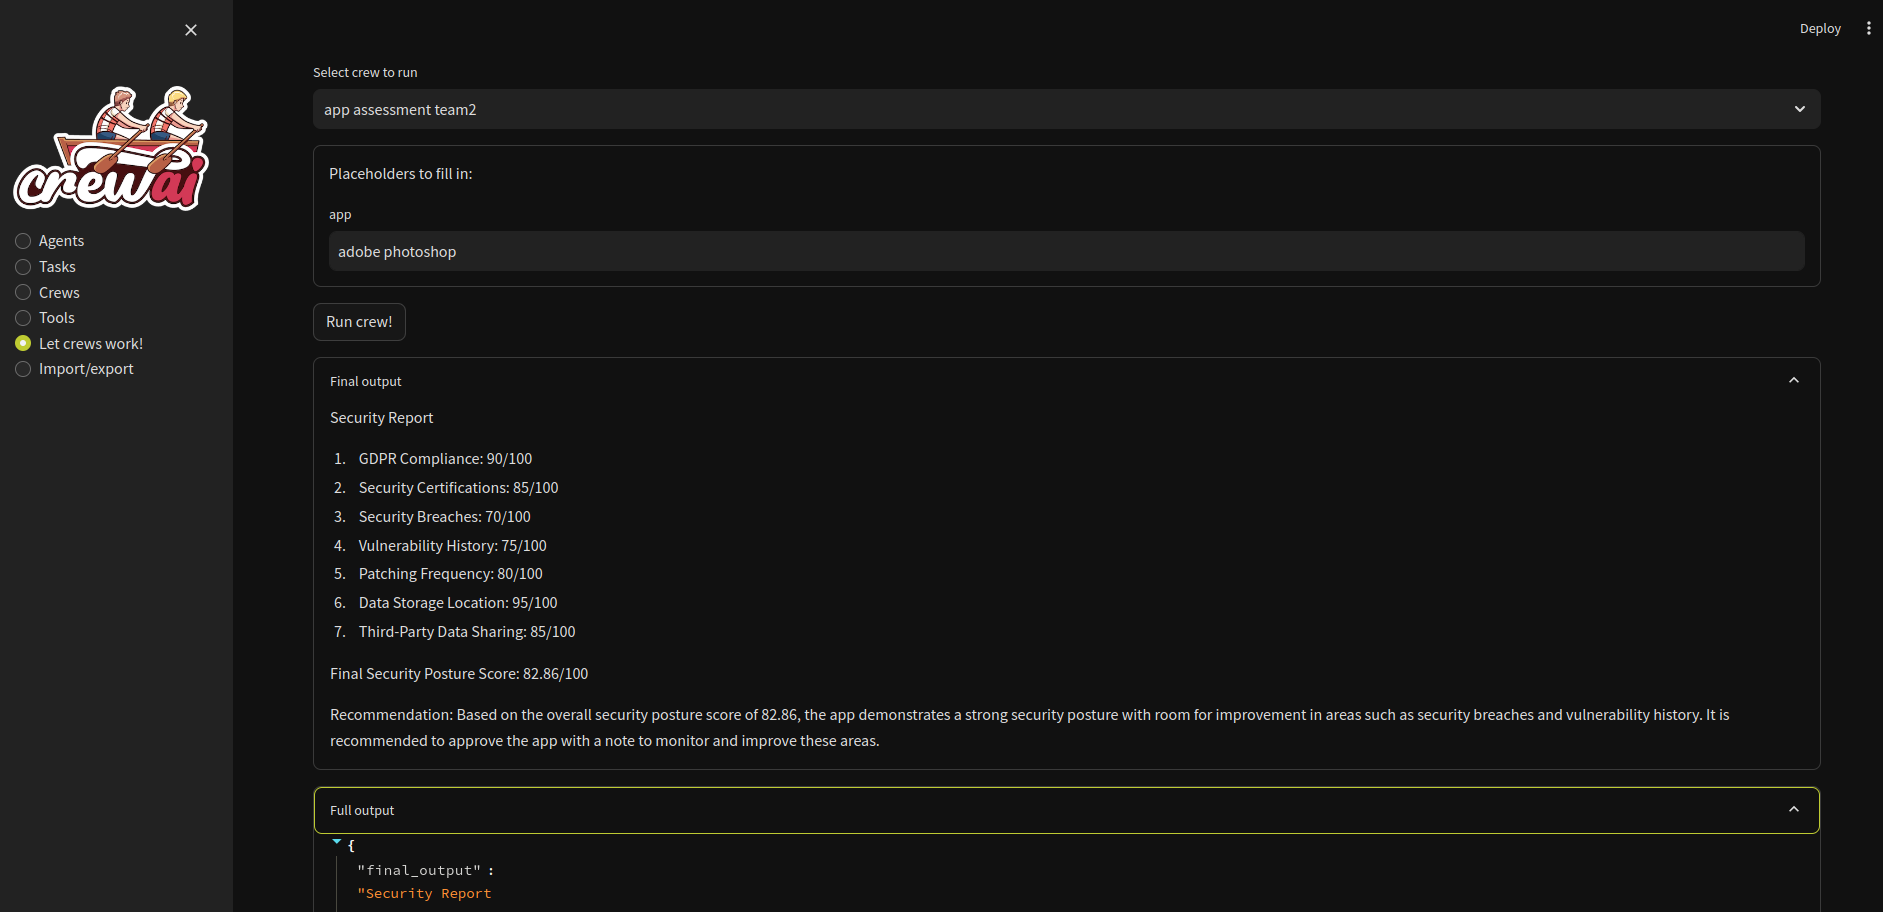 Deploy
crewai
Agents
Tasks
Crews
Tools
Let crews work!
Import/export
Select crew to run
app assessment team2
Placeholders to fill in:
app
adobe photoshop
Run crew!
Final output
Security Report
1. GDPR Compliance: 90/100
2. Security Certifications: 85/100
3. Security Breaches: 70/100
4. Vulnerability History: 75/100
5. Patching Frequency: 80/100
6. Data Storage Location: 95/100
7. Third-Party Data Sharing: 85/100
Final Security Posture Score: 82.86/100
Recommendation: Based on the overall security posture score of 82.86, the app demonstrates a strong security posture with room for improvement in areas such as security breaches and vulnerability history. It is
recommended to approve the app with a note to monitor and improve these areas.
Full output
{
"final_output" :
"Security Report